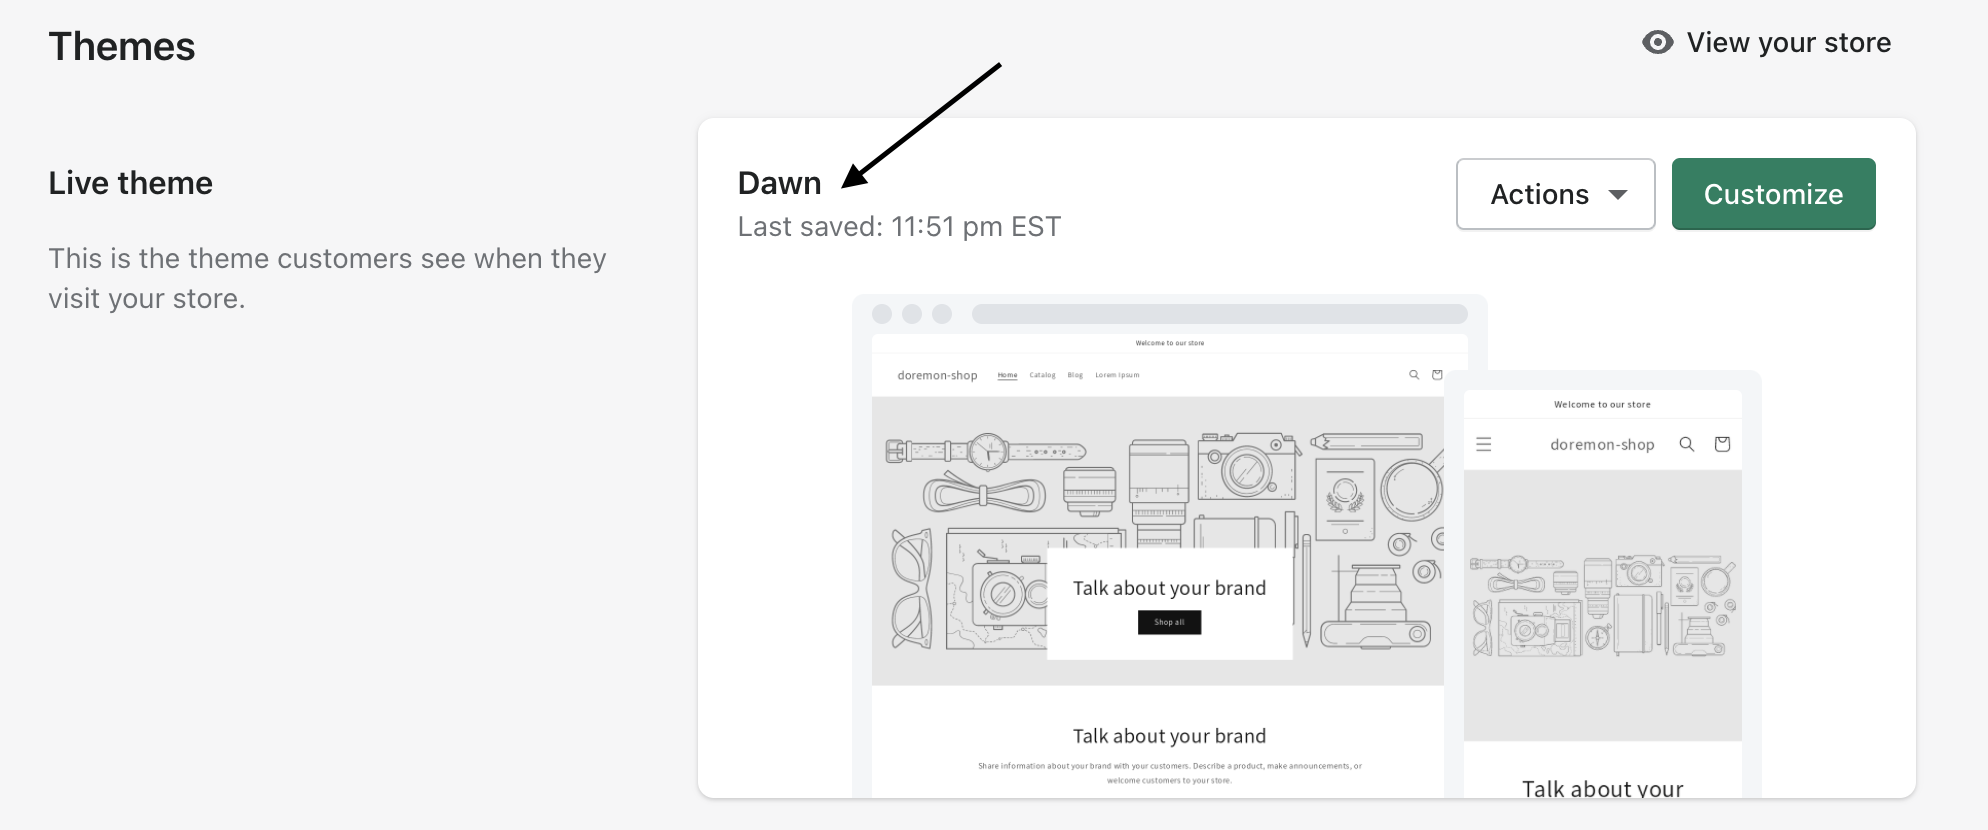 Themes
View your store
Live theme
This is the theme customers see when they
visit your store.
Dawn
Last saved: 11:51 pm EST
Actions
Customize
Welcome to our store
doremon-shop Home Catalog Blog Lorem Ipsum
Talk about your brand
Shop all
Talk about your brand
Share information about your brand with your customers. Describe a product, make announcements, or
welcome customers to your store.
Welcome to our store
doremon-shop
Talk about your